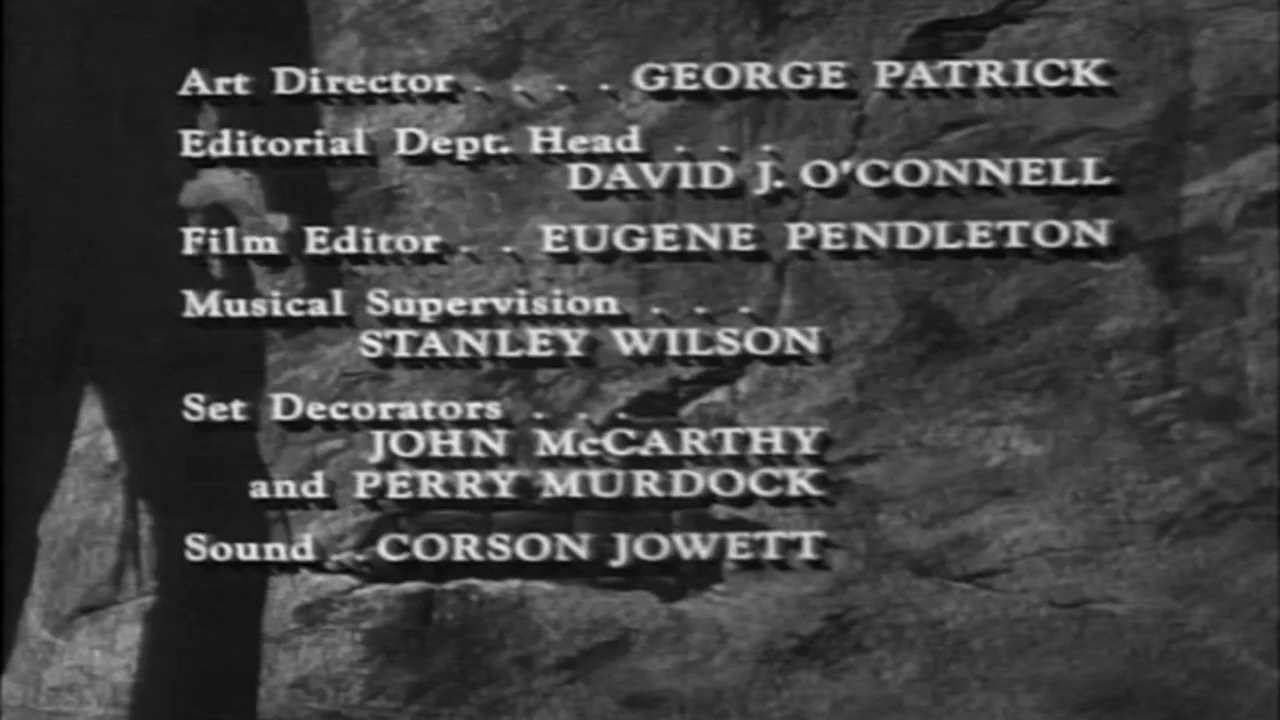 Art Director . . . . GEORGE PATRICK
Editorial Dept. Head . . .
DAVID J. O'CONNELL
Film Editor . . EUGENE PENDLETON
Musical Supervision . . .
STANLEY WILSON
Set Decorators . . .
JOHN McCARTHY
and PERRY MURDOCK
Sound . . CORSON JOWETT